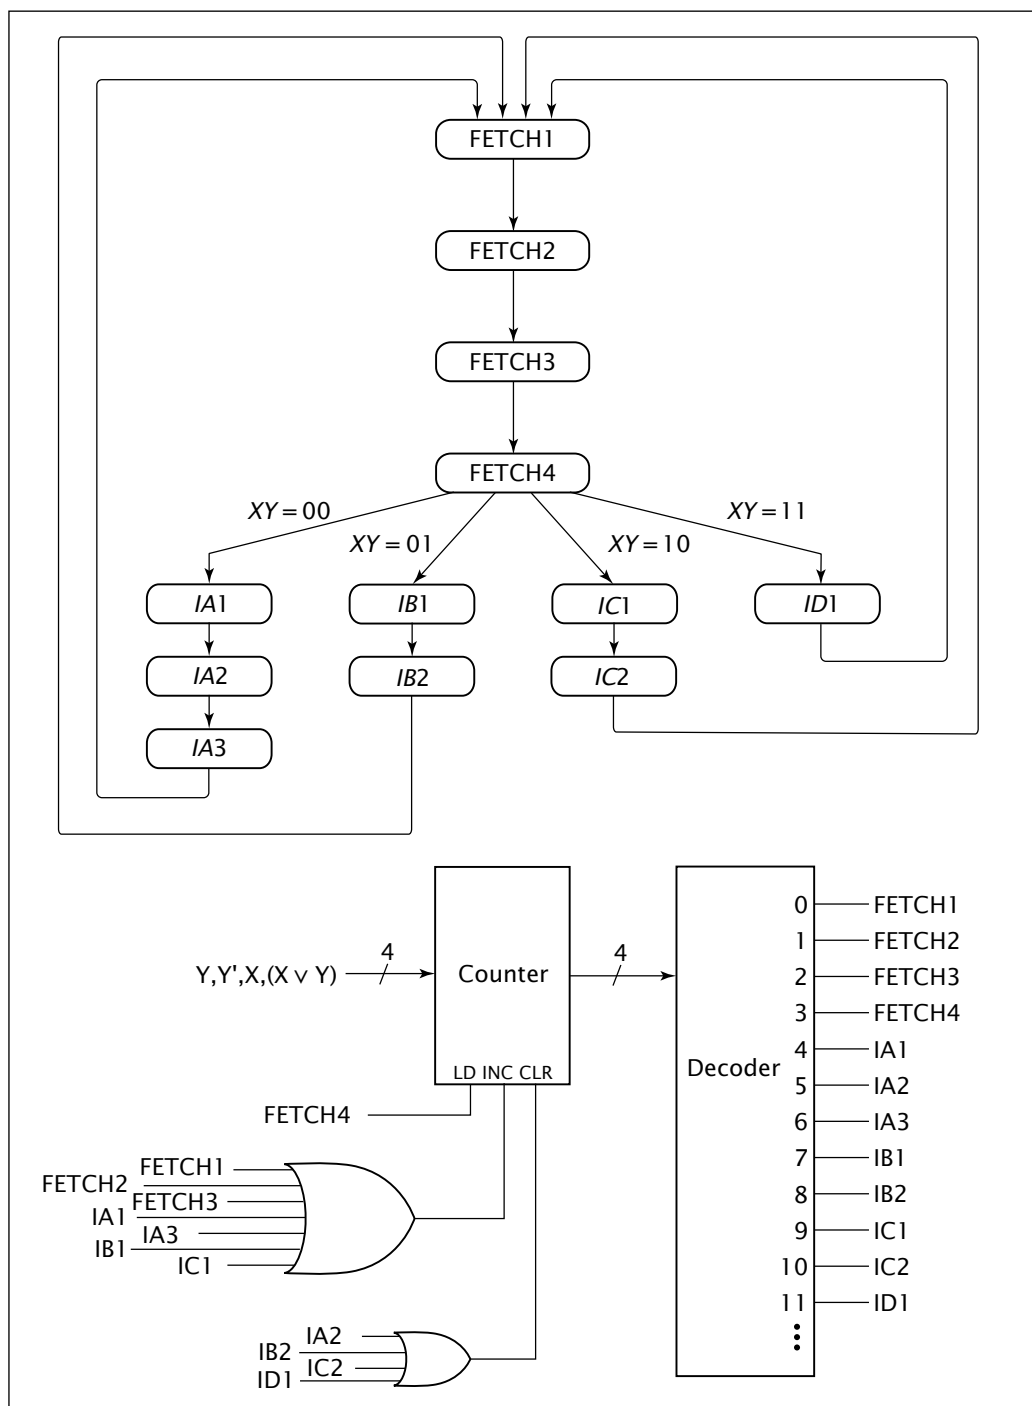 FETCH1
FETCH2
FETCH3
FETCH4
XY = 00
XY = 01
XY = 10
XY = 11
IA1
IB1
IC1
ID1
IA2
IB2
IC2
IA3
Y,Y',X,(X ∨ Y)
4
Counter
4
LD INC CLR
FETCH4
FETCH1
FETCH2
FETCH3
IA1
IA3
IB1
IC1
IA2
IB2
IC2
ID1
Decoder
0 FETCH1
1 FETCH2
2 FETCH3
3 FETCH4
4 IA1
5 IA2
6 IA3
7 IB1
8 IB2
9 IC1
10 IC2
11 ID1